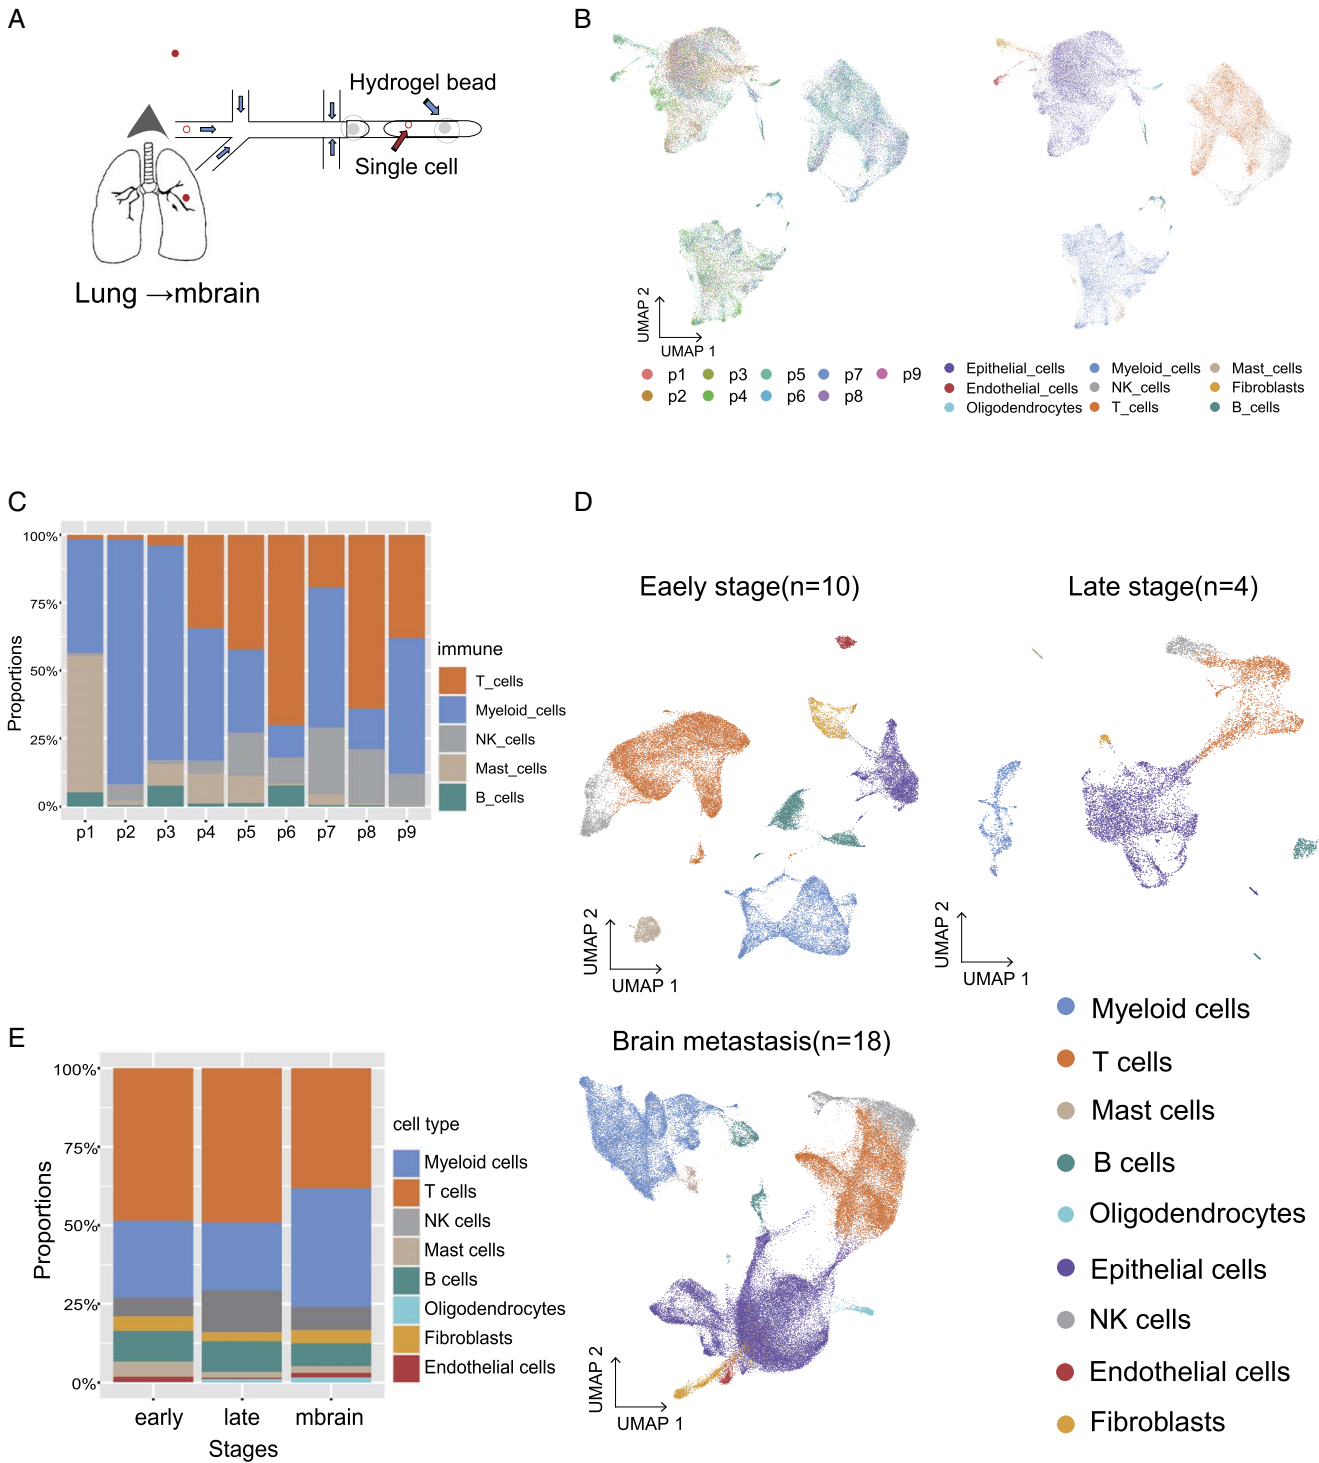 A
Hydrogel bead
Single cell
Lung →mbrain
B
UMAP 2
UMAP 1
p1 p3 p5 p7 p9
p2 p4 p6 p8
Epithelial_cells Myeloid_cells Mast_cells
Endothelial_cells NK_cells Fibroblasts
Oligodendrocytes T_cells B_cells
C
Proportions
100%
75%
50%
25%
0%
p1 p2 p3 p4 p5 p6 p7 p8 p9
immune
T_cells
Myeloid_cells
NK_cells
Mast_cells
B_cells
D
Eaely stage(n=10)
UMAP 2
UMAP 1
Late stage(n=4)
UMAP 2
UMAP 1
Brain metastasis(n=18)
UMAP 2
UMAP 1
Myeloid cells
T cells
Mast cells
B cells
Oligodendrocytes
Epithelial cells
NK cells
Endothelial cells
Fibroblasts
E
Proportions
100%
75%
50%
25%
0%
early late mbrain
Stages
cell type
Myeloid cells
T cells
NK cells
Mast cells
B cells
Oligodendrocytes
Fibroblasts
Endothelial cells